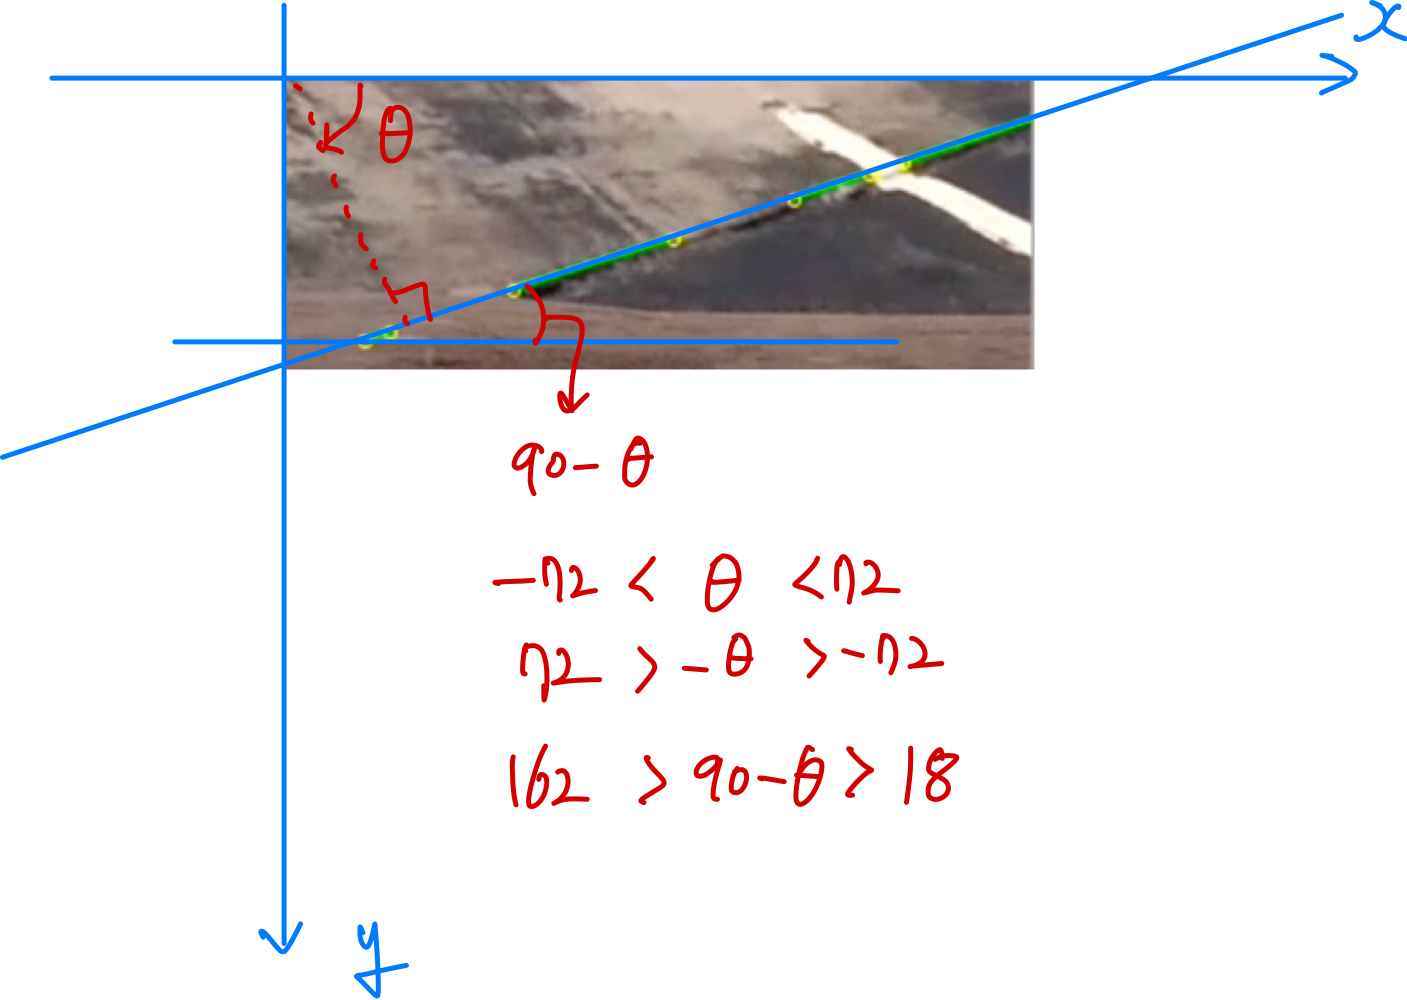 x
θ
90-θ
-72 < θ < 72
72 > -θ > -72
162 > 90-θ > 18
y